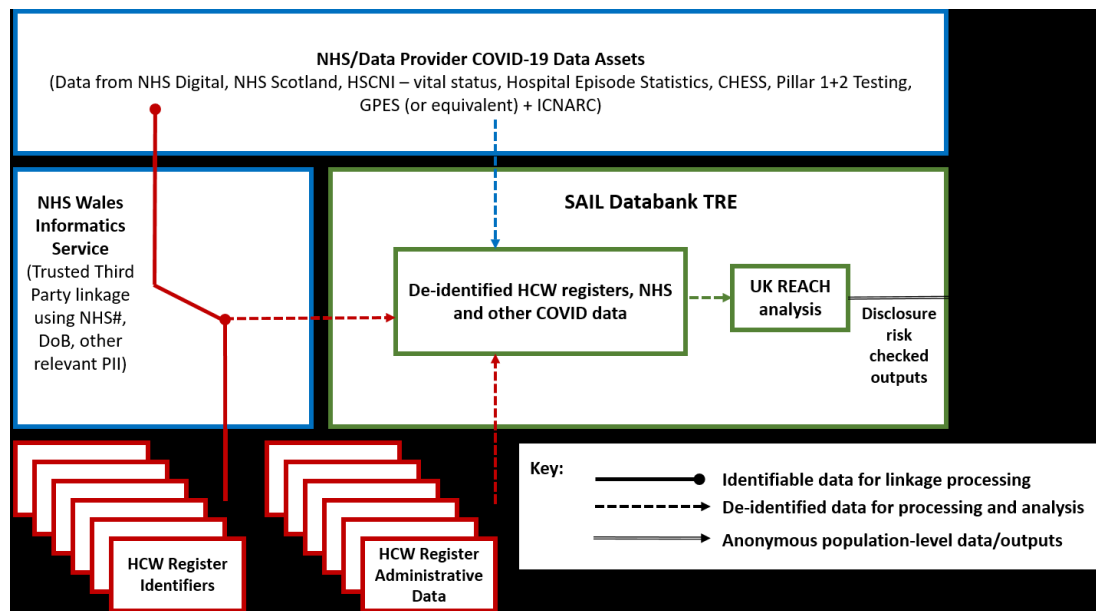 NHS/Data Provider COVID-19 Data Assets
(Data from NHS Digital, NHS Scotland, HSCNI – vital status, Hospital Episode Statistics, CHESS, Pillar 1+2 Testing,
GPES (or equivalent) + ICNARC)
NHS Wales
Informatics
Service
(Trusted Third
Party linkage
using NHS#,
DoB, other
relevant PII)
SAIL Databank TRE
De-identified HCW registers, NHS
and other COVID data
UK REACH
analysis
Disclosure
risk
checked
outputs
HCW Register
Identifiers
HCW Register
Administrative
Data
Key:
Identifiable data for linkage processing
De-identified data for processing and analysis
Anonymous population-level data/outputs